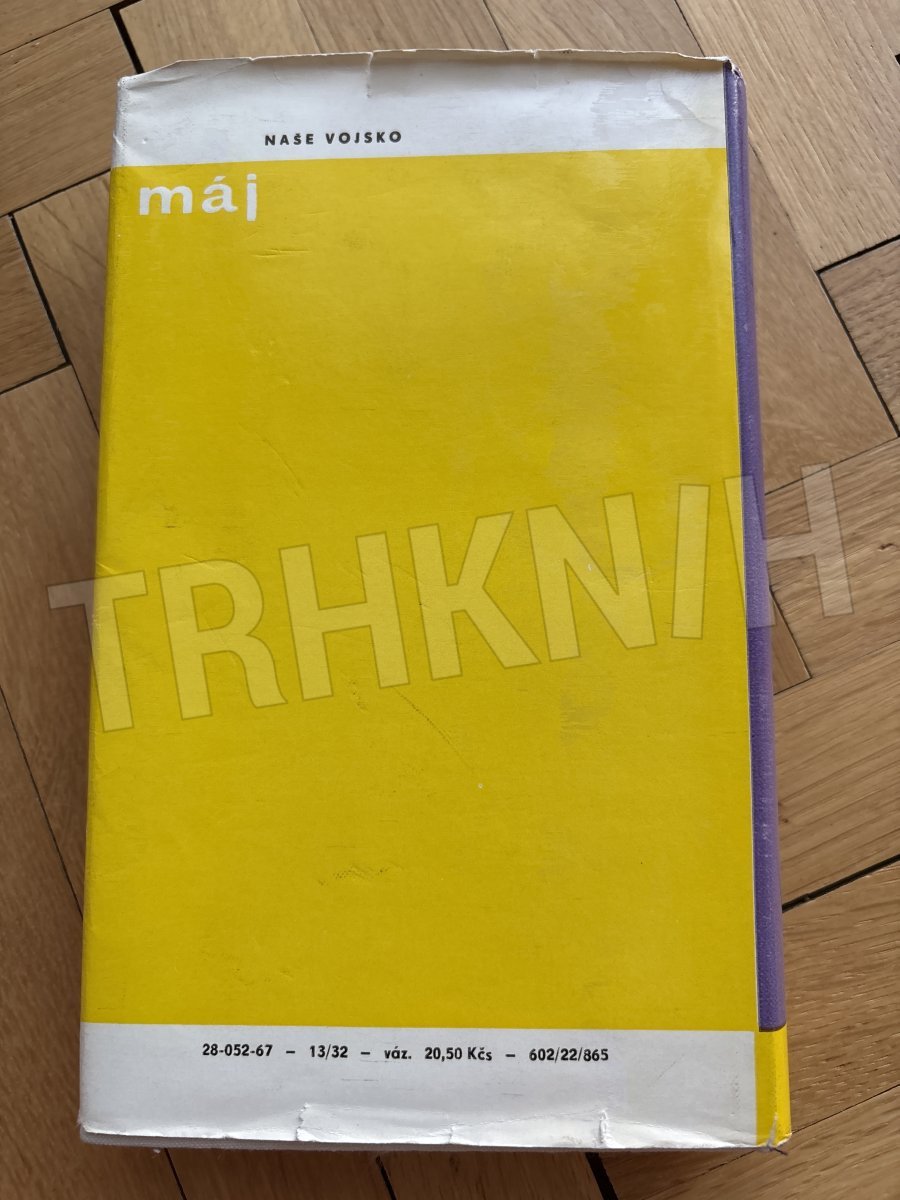 NAŠE VOJSKO
máj
TRHKNIH
28-052-67 – 13/32 – váz. 20,50 Kčs – 602/22/865